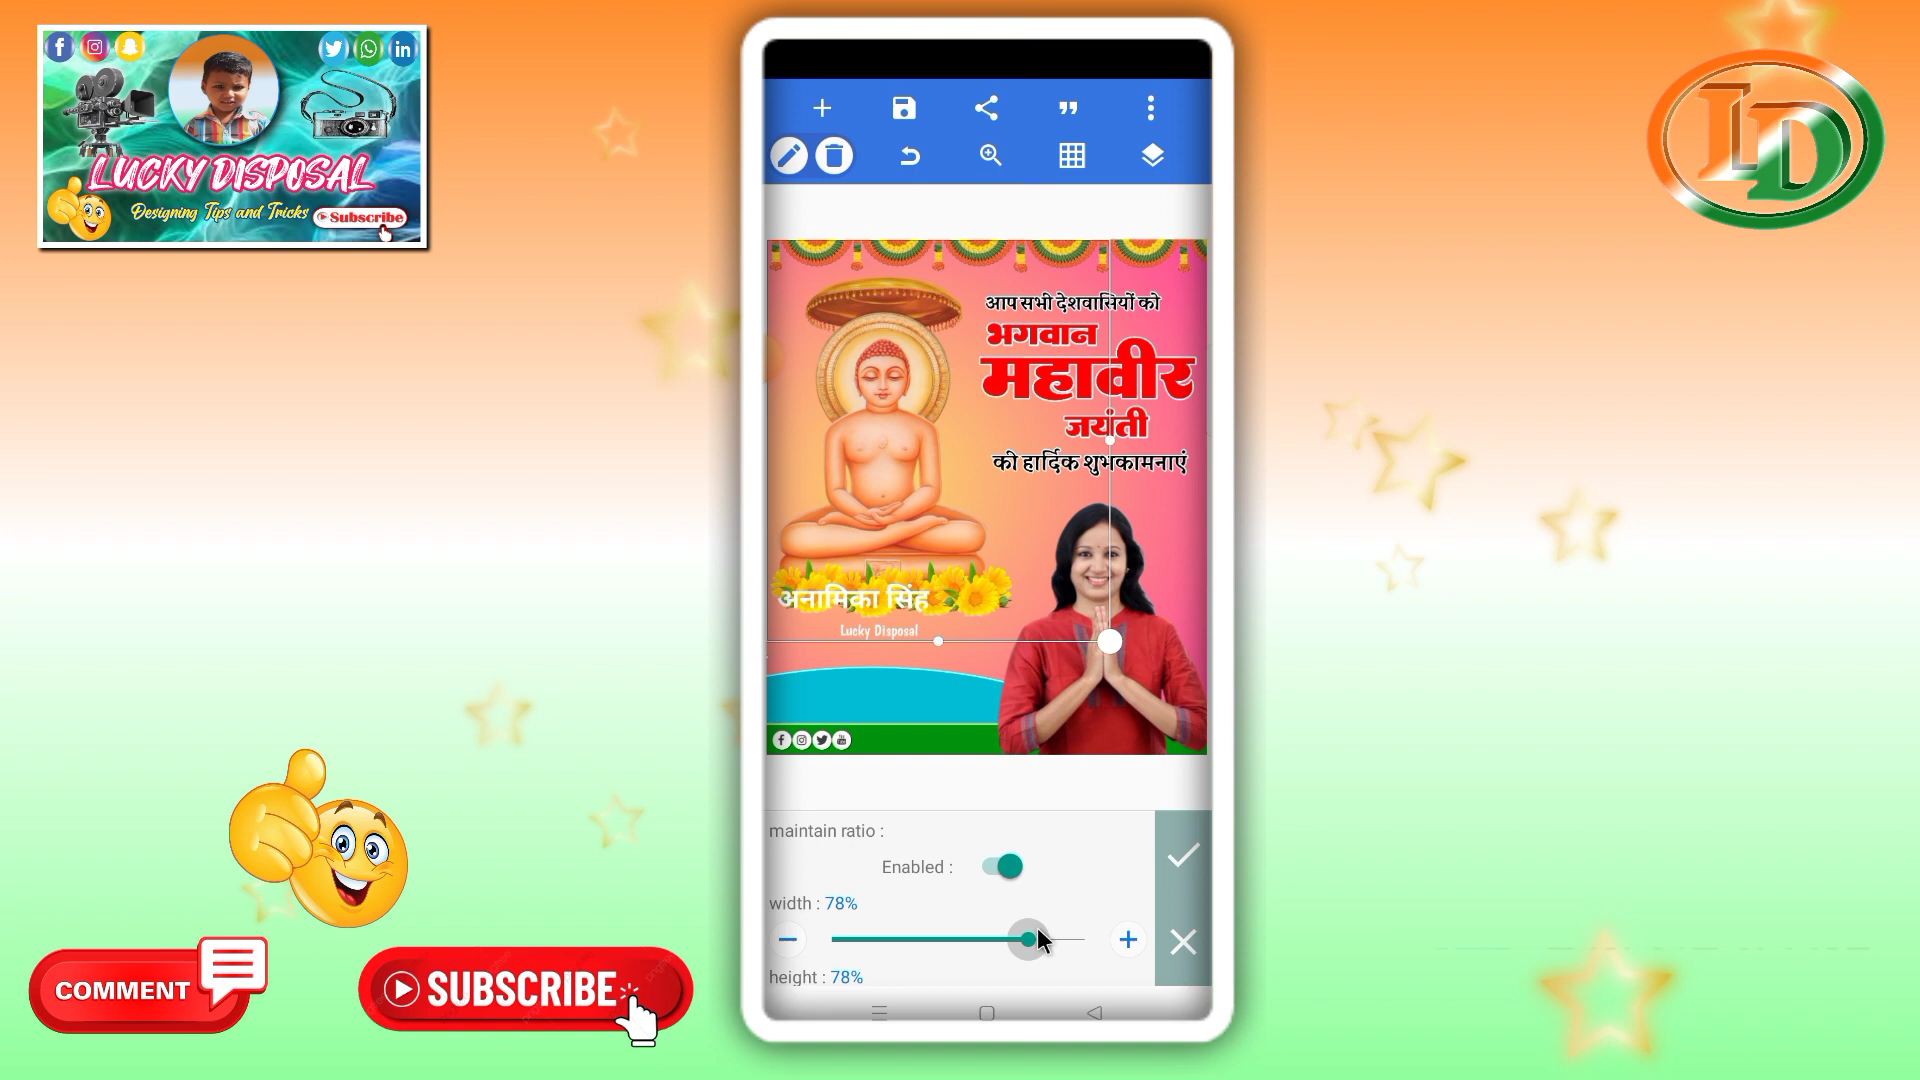 LUCKY DISPOSAL
Designing Tips and Tricks
Subscribe
LD
आप सभी देशवासियों को
भगवान
महावीर
जयंती
की हार्दिक शुभकामनाएं
अनामिका सिंह
Lucky Disposal
maintain ratio :
Enabled :
width : 78%
height : 78%
COMMENT
SUBSCRIBE